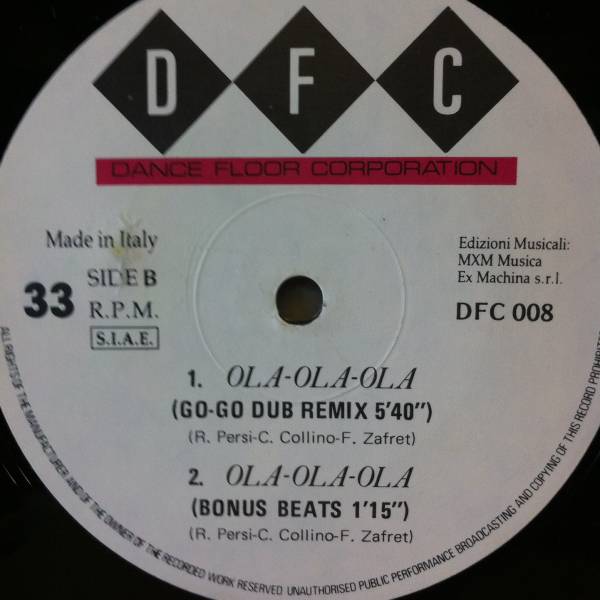 D F C
DANCE FLOOR CORPORATION
Made in Italy
SIDE B
33 R.P.M.
S.I.A.E.
Edizioni Musicali:
MXM Musica
Ex Machina s.r.l.
DFC 008
1. OLA-OLA-OLA
(GO-GO DUB REMIX 5'40")
(R. Persi-C. Collino-F. Zafret)
2. OLA-OLA-OLA
(BONUS BEATS 1'15")
(R. Persi-C. Collino-F. Zafret)
ALL RIGHTS OF THE MANUFACTURER AND OF THE OWNER OF THE RECORDED WORK RESERVED UNAUTHORISED PUBLIC PERFORMANCE BROADCASTING AND COPYING OF THIS RECORD